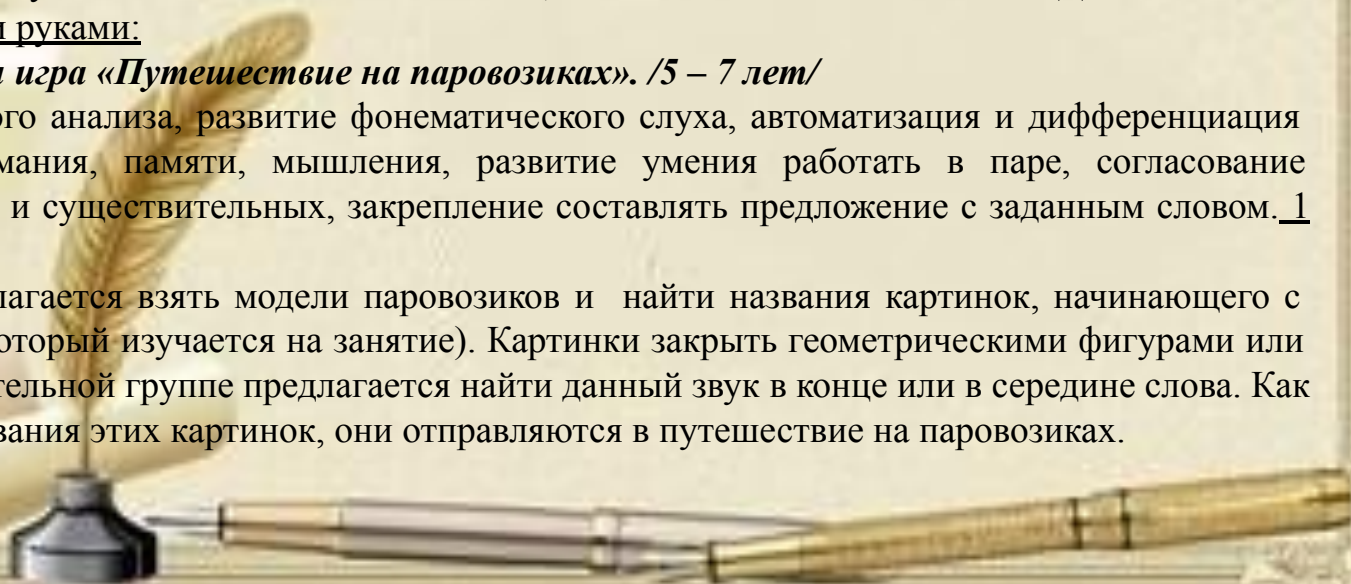 и руками:
игра «Путешествие на паровозиках». /5 – 7 лет/
ого анализа, развитие фонематического слуха, автоматизация и дифференциация
мания, памяти, мышления, развитие умения работать в паре, согласование
и существительных, закрепление составлять предложение с заданным словом. 1
лагается взять модели паровозиков и найти названия картинок, начинающего с
оторый изучается на занятие). Картинки закрыть геометрическими фигурами или
тельной группе предлагается найти данный звук в конце или в середине слова. Как
вания этих картинок, они отправляются в путешествие на паровозиках.